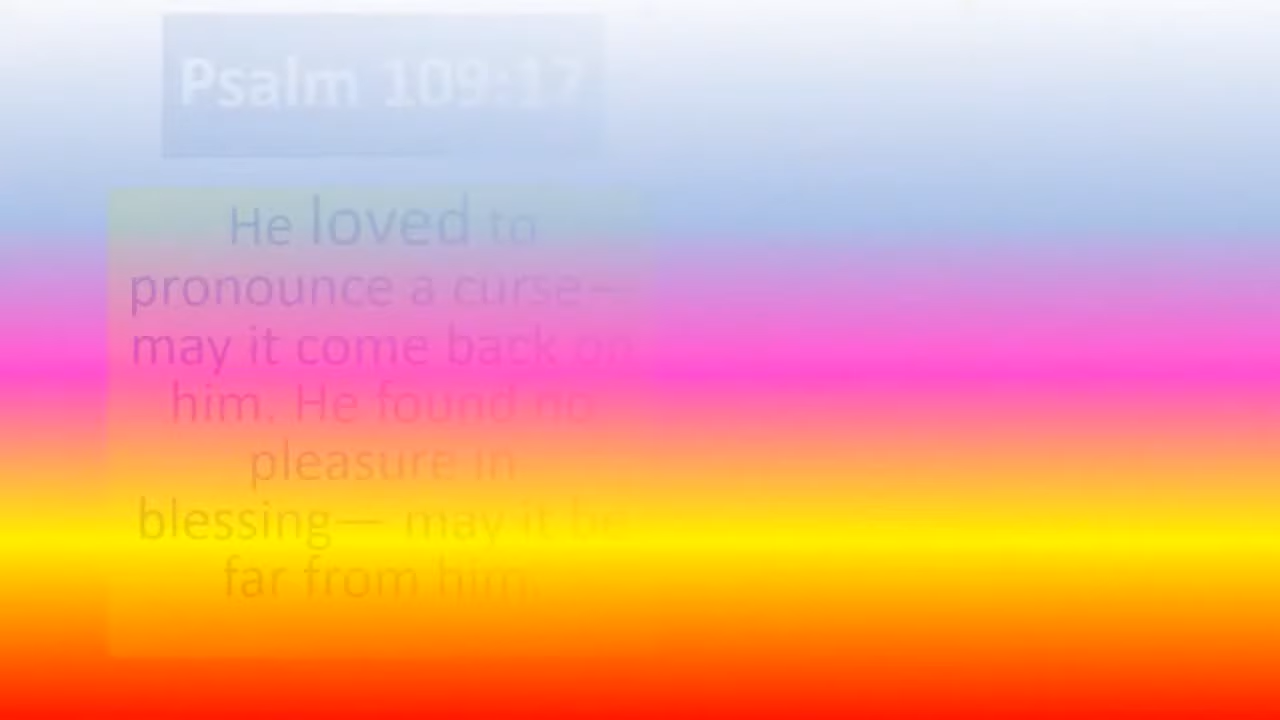 Psalm 109:17
He loved to
pronounce a curse—
may it come back on
him. He found no
pleasure in
blessing— may it be
far from him.